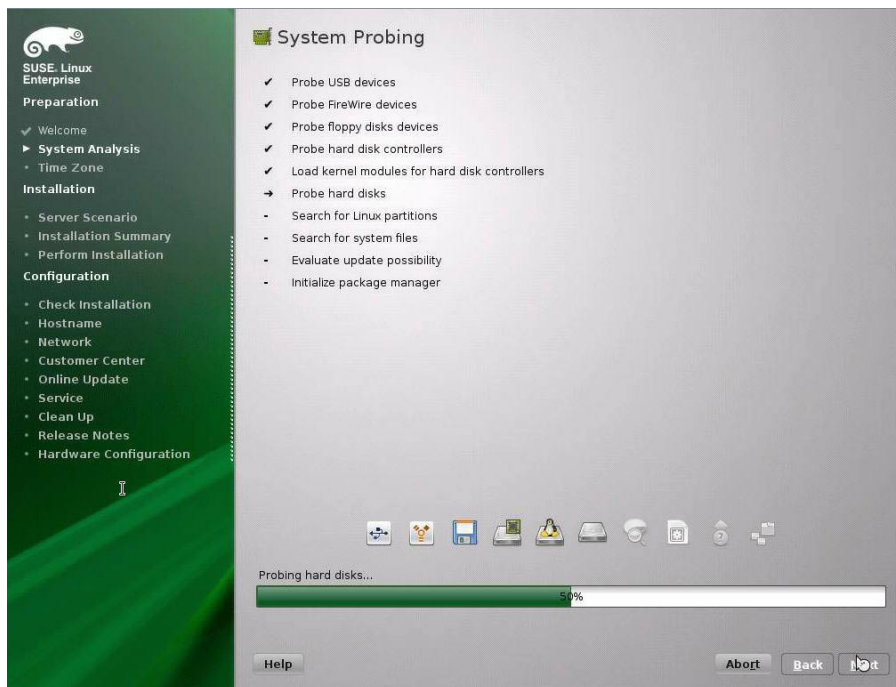 SUSE. Linux
Enterprise
Preparation
Welcome
System Analysis
Time Zone
Installation
Server Scenario
Installation Summary
Perform Installation
Configuration
Check Installation
Hostname
Network
Customer Center
Online Update
Service
Clean Up
Release Notes
Hardware Configuration
System Probing
Probe USB devices
Probe FireWire devices
Probe floppy disks devices
Probe hard disk controllers
Load kernel modules for hard disk controllers
Probe hard disks
Search for Linux partitions
Search for system files
Evaluate update possibility
Initialize package manager
Probing hard disks...
50%
Help
Abort
Back
Next